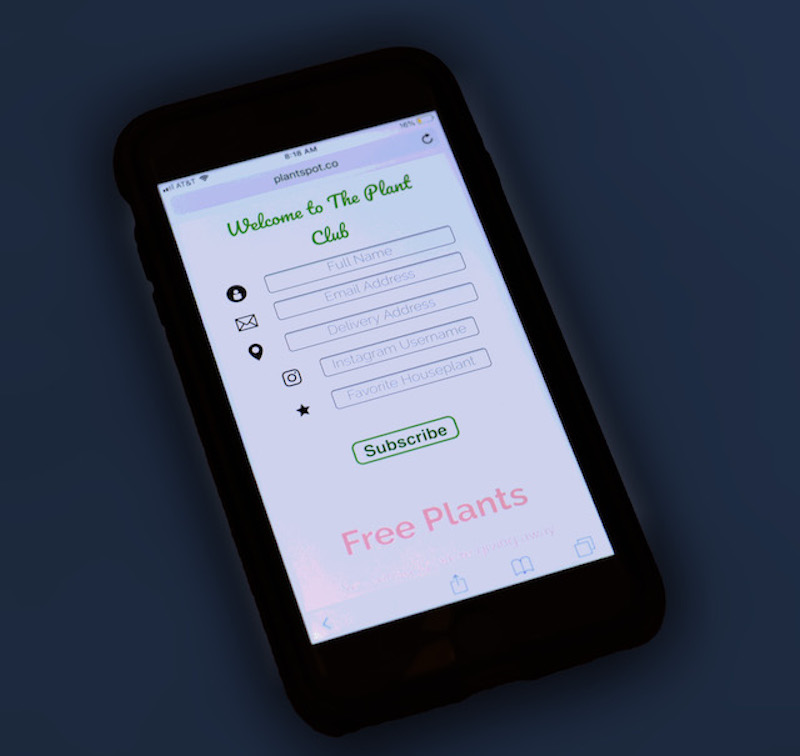 AT&T 8:18 AM 16%
plantspot.co
Welcome to The Plant
Club
Full Name
Email Address
Delivery Address
Instagram Username
Favorite Houseplant
Subscribe
Free Plants